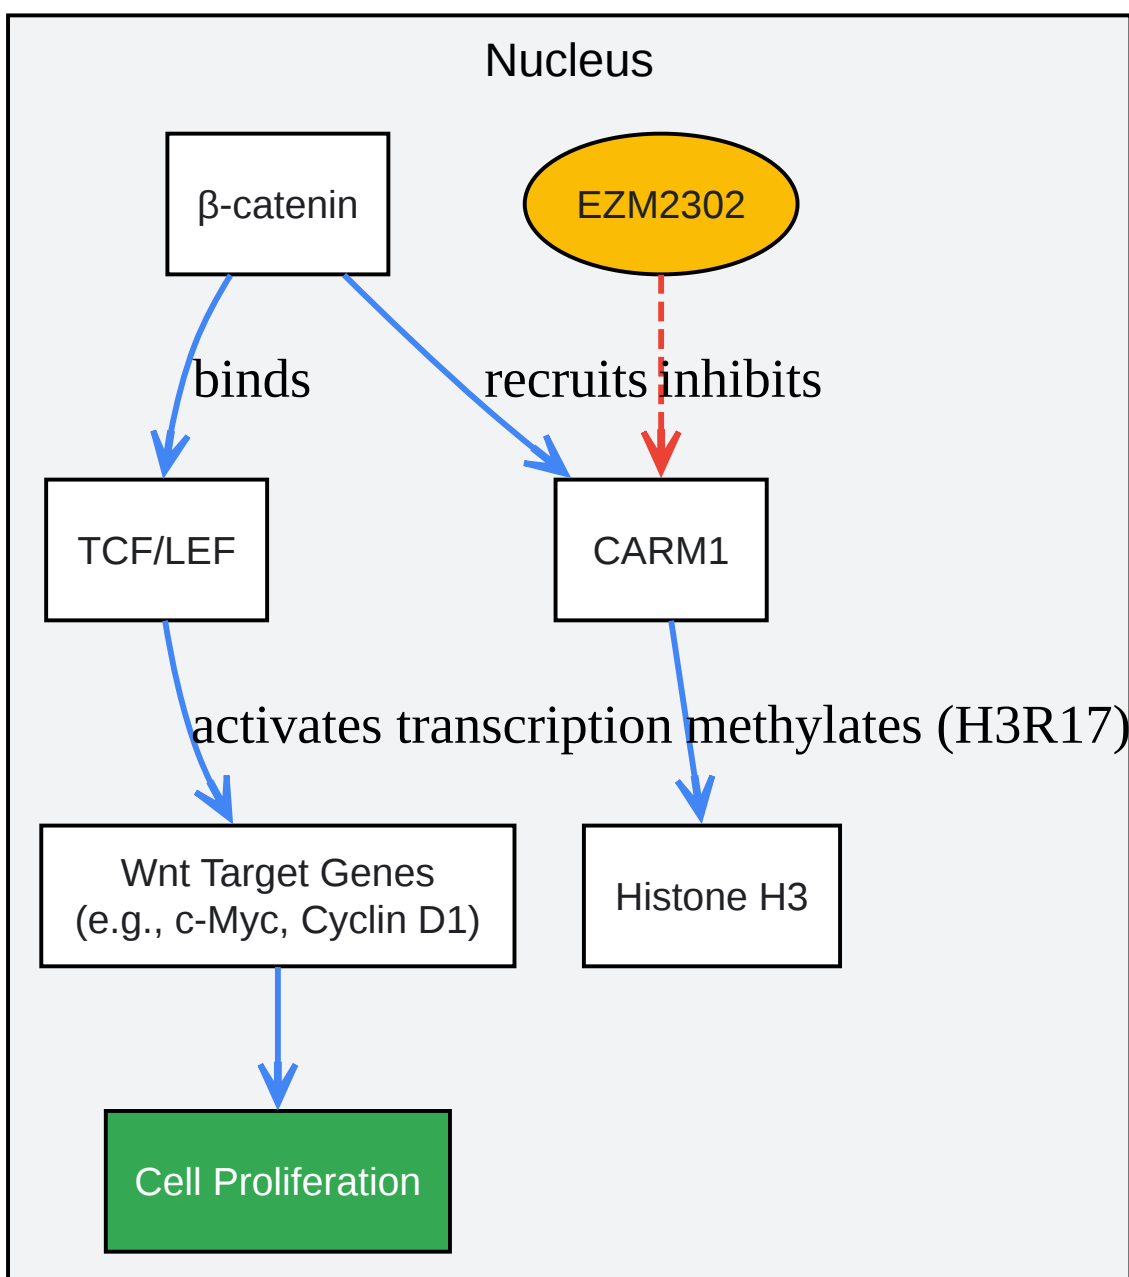 Nucleus
β-catenin
EZM2302
binds
recruits
inhibits
TCF/LEF
CARM1
activates transcription
methylates (H3R17)
Wnt Target Genes
(e.g., c-Myc, Cyclin D1)
Histone H3
Cell Proliferation